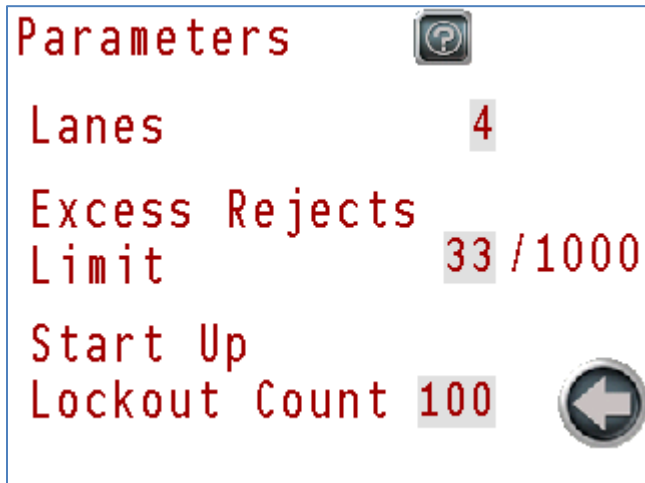 Parameters ?
Lanes 4
Excess Rejects
Limit 33/1000
Start Up
Lockout Count 100